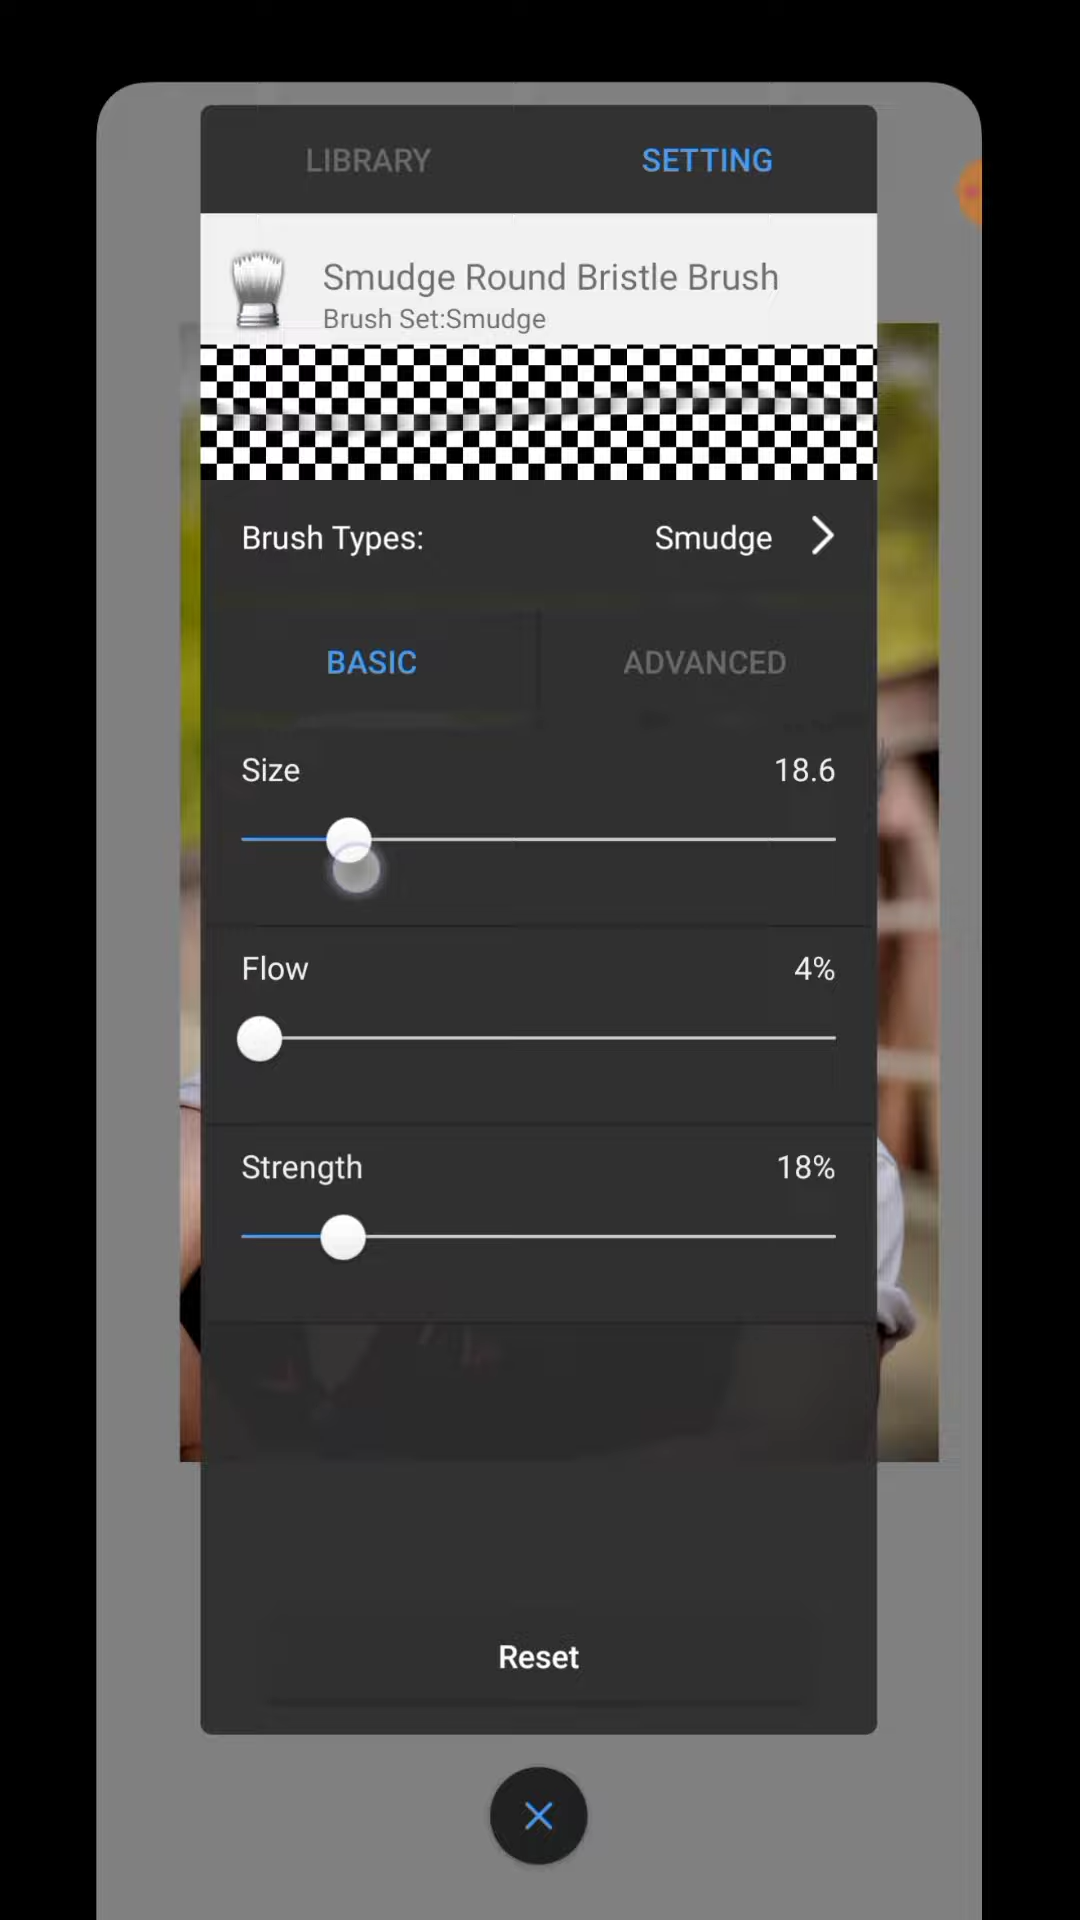 LIBRARY SETTING
Smudge Round Bristle Brush
Brush Set:Smudge
Brush Types: Smudge
BASIC ADVANCED
Size 18.6
Flow 4%
Strength 18%
Reset